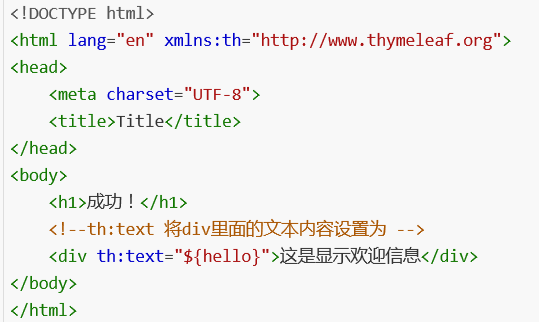 <!DOCTYPE html>
<html lang="en" xmlns:th="http://www.thymeleaf.org">
<head>
    <meta charset="UTF-8">
    <title>Title</title>
</head>
<body>
    <h1>成功！</h1>
    <!--th:text 将div里面的文本内容设置为 -->
    <div th:text="${hello}">这是显示欢迎信息</div>
</body>
</html>